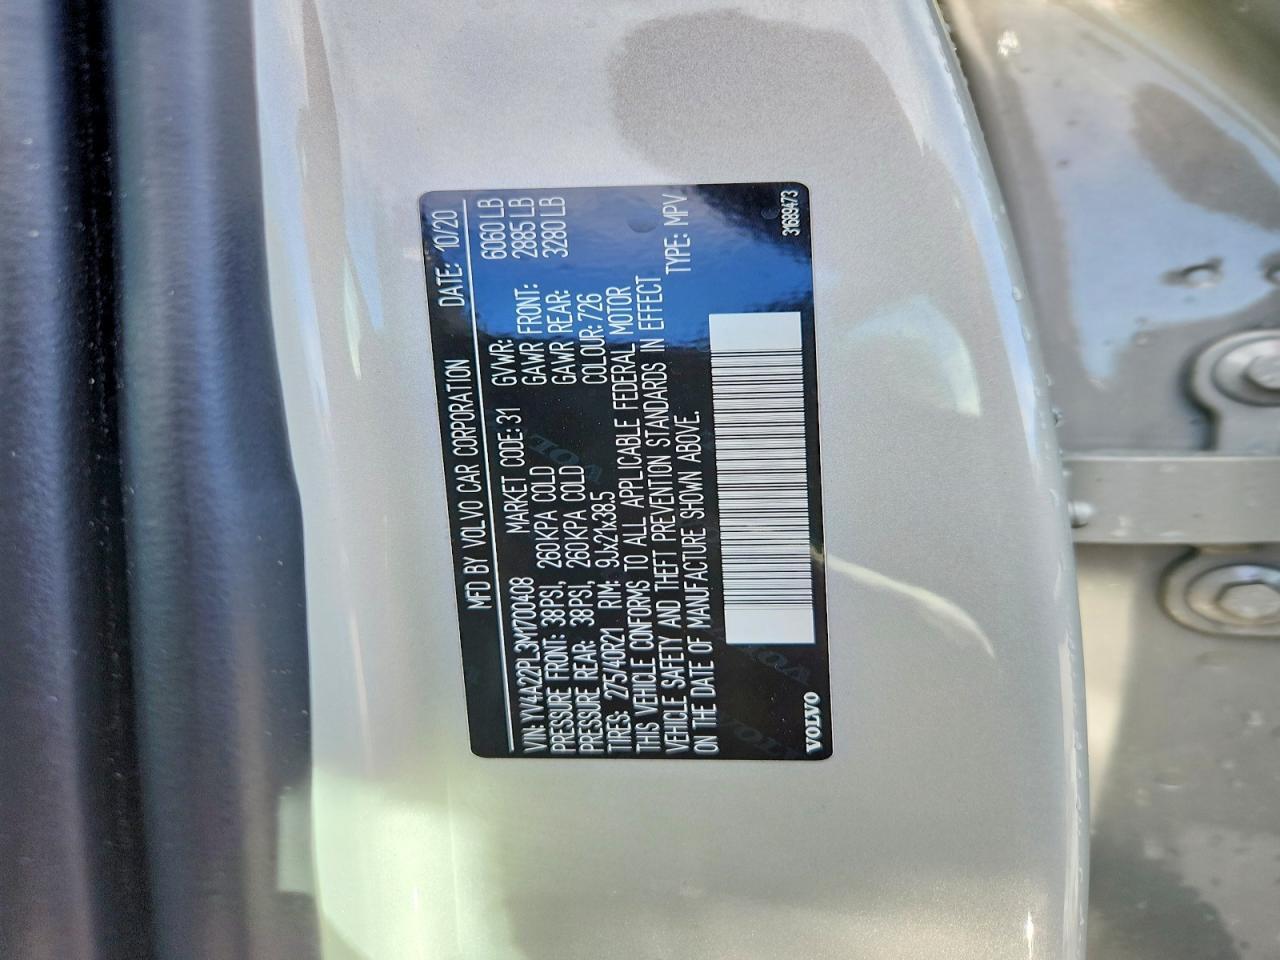 MFD BY VOLVO CAR CORPORATION DATE: 10/20
VIN: YV4A22PL3M1700408 MARKET CODE: 31 GVWR: 6060 LB
PRESSURE FRONT: 38PSI, 260KPA COLD GAWR FRONT: 2885 LB
PRESSURE REAR: 38PSI, 260KPA COLD GAWR REAR: 3280 LB
TIRES: 275/40R21 RIM: 9Jx21x38.5 COLOUR: 726
THIS VEHICLE CONFORMS TO ALL APPLICABLE FEDERAL MOTOR
VEHICLE SAFETY AND THEFT PREVENTION STANDARDS IN EFFECT
ON THE DATE OF MANUFACTURE SHOWN ABOVE. TYPE: MPV
VOLVO 31689473